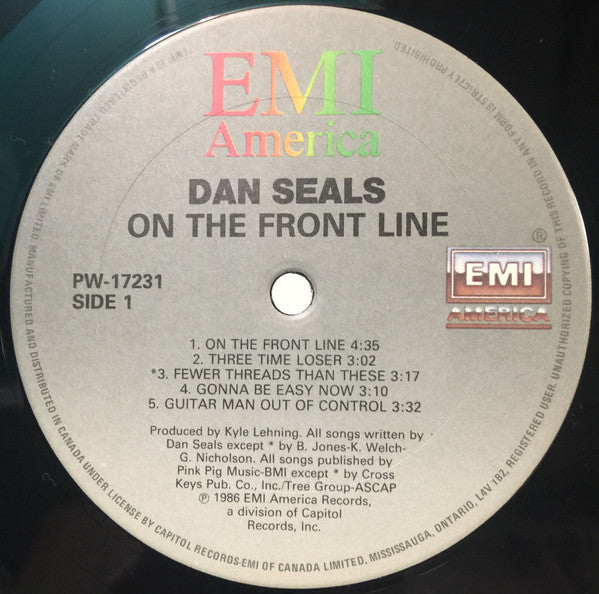 EMI
America
DAN SEALS
ON THE FRONT LINE
PW-17231
SIDE 1
®
EMI
AMERICA
1. ON THE FRONT LINE 4:35
2. THREE TIME LOSER 3:02
*3. FEWER THREADS THAN THESE 3:17
4. GONNA BE EASY NOW 3:10
5. GUITAR MAN OUT OF CONTROL 3:32
Produced by Kyle Lehning. All songs written by
Dan Seals except * by B. Jones-K. Welch-
G. Nicholson. All songs published by
Pink Pig Music-BMI except * by Cross
Keys Pub. Co., Inc./Tree Group-ASCAP
℗ 1986 EMI America Records,
a division of Capitol
Records, Inc.
MANUFACTURED AND DISTRIBUTED IN CANADA UNDER LICENSE BY CAPITOL RECORDS-EMI OF CANADA LIMITED, MISSISSAUGA, ONTARIO, L4V 1B2, REGISTERED USER. UNAUTHORIZED COPYING OF THIS RECORD IN ANY FORM IS STRICTLY PROHIBITED.
REGISTERED TRADE MARK OF EMI LIMITED.